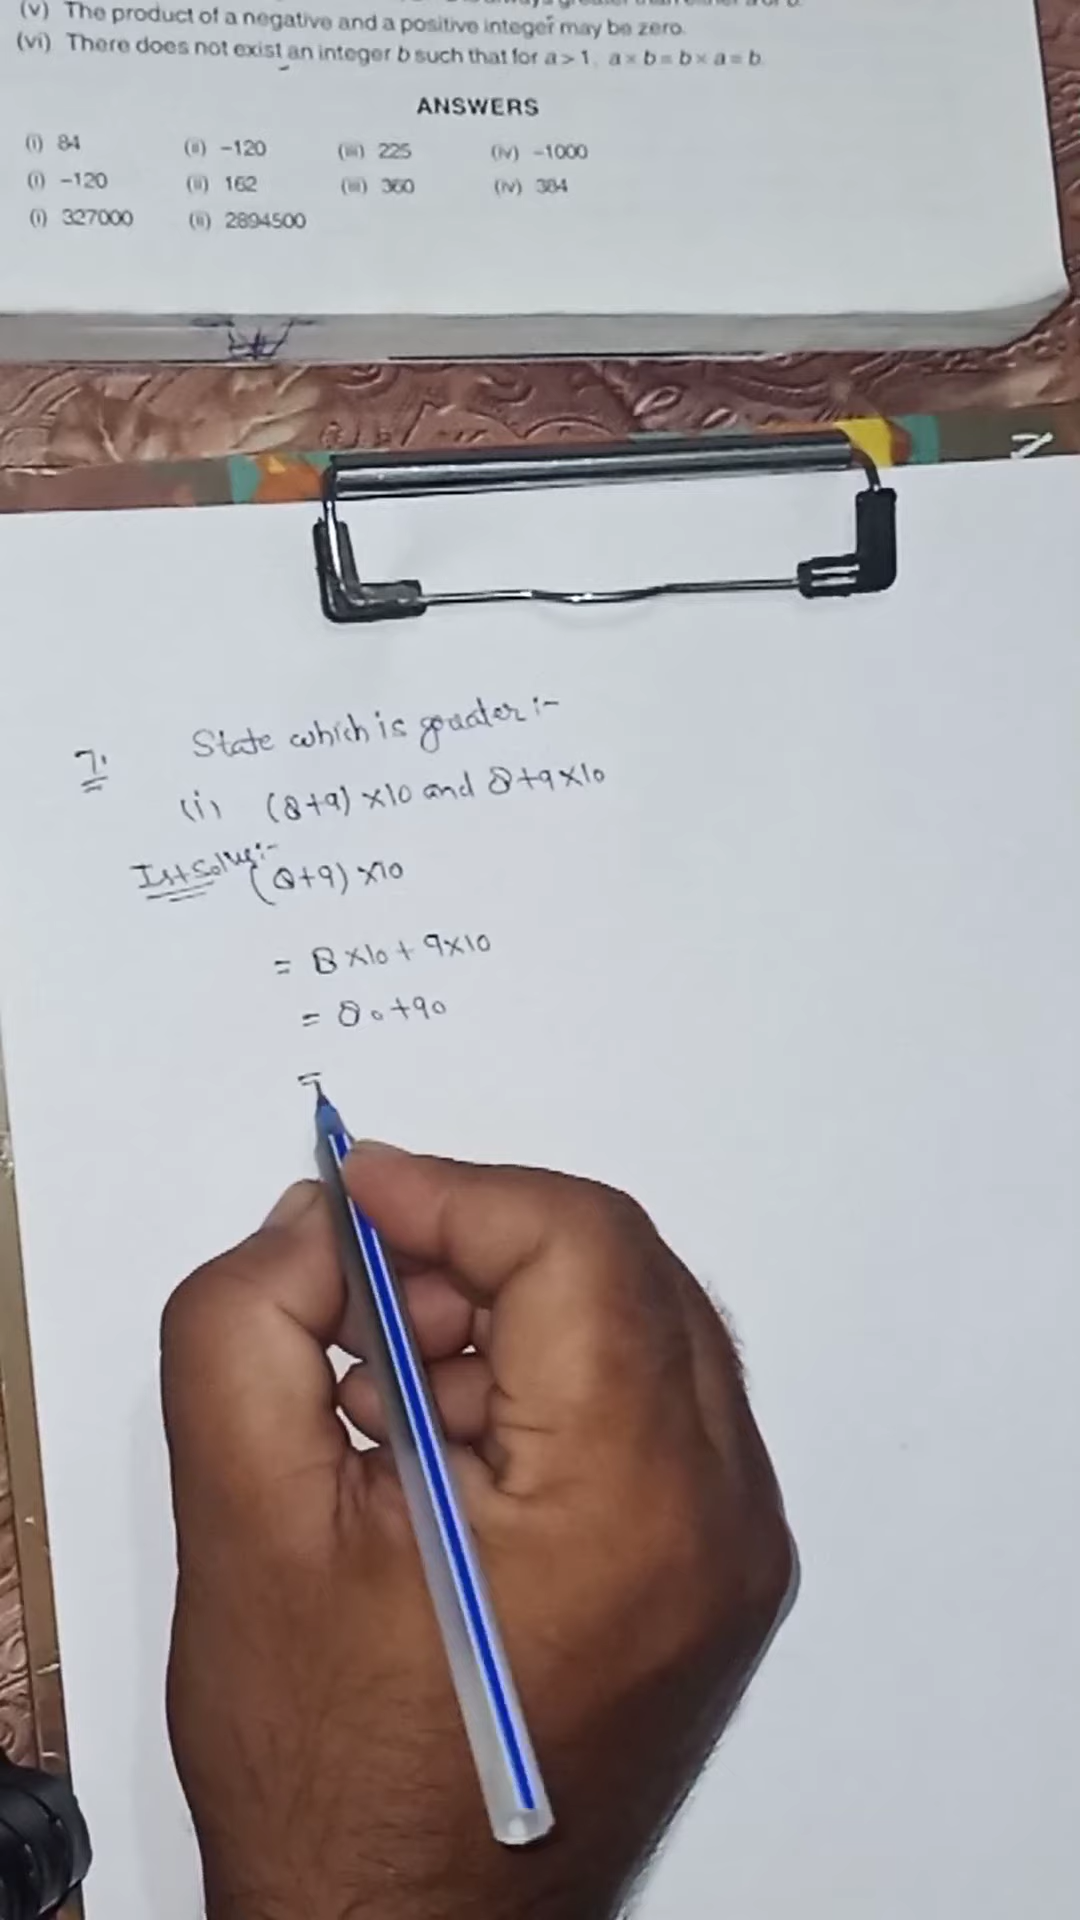 (v) The product of a negative and a positive integer may be zero.
(vi) There does not exist an integer b such that for a > 1, a × b = b × a = b
ANSWERS
(i) 84 (ii) -120 (iii) 225 (iv) -1000
(i) -120 (ii) 162 (iii) 360 (iv) 384
(i) 327000 (ii) 2894500
7. State which is greater :-
(i) (8+9) ×10 and 8+9×10
Ist Solve:- (8+9) ×10
= 8×10 + 9×10
= 80+90
=